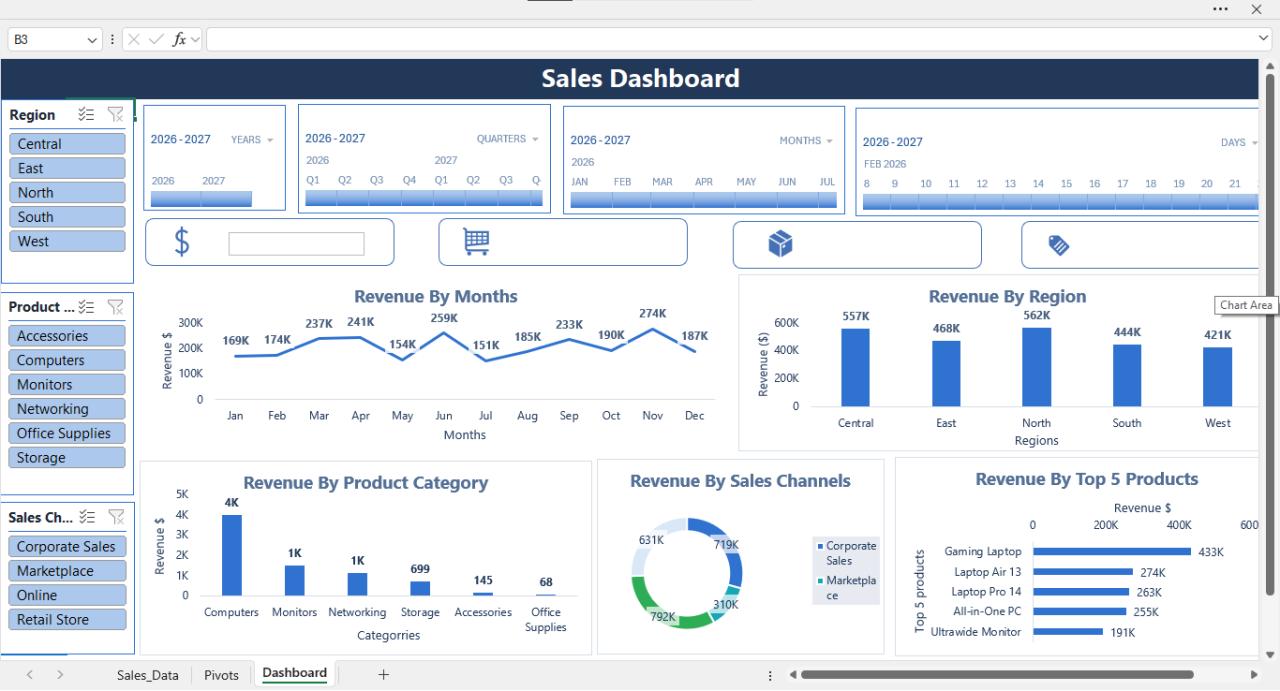 B3
fx
Sales Dashboard
Region
Central
East
North
South
West
Product ...
Accessories
Computers
Monitors
Networking
Office Supplies
Storage
Sales Ch...
Corporate Sales
Marketplace
Online
Retail Store
2026 - 2027 YEARS
2026 2027
2026 - 2027 QUARTERS
2026 2027
Q1 Q2 Q3 Q4 Q1 Q2 Q3 Q
2026 - 2027 MONTHS
2026
JAN FEB MAR APR MAY JUN JUL
2026 - 2027 DAYS
FEB 2026
8 9 10 11 12 13 14 15 16 17 18 19 20 21
$
Revenue By Months
Revenue $
300K
200K
100K
0
169K 174K 237K 241K 154K 259K 151K 185K 233K 190K 274K 187K
Jan Feb Mar Apr May Jun Jul Aug Sep Oct Nov Dec
Months
Revenue By Region
Chart Area
Revenue ($)
600K
400K
200K
0
557K 468K 562K 444K 421K
Central East North South West
Regions
Revenue By Product Category
Revenue $
5K
4K
3K
2K
1K
0
4K 1K 1K 699 145 68
Computers Monitors Networking Storage Accessories Office
Supplies
Categorries
Revenue By Sales Channels
631K 719K
792K 310K
Corporate
Sales
Marketpla
ce
Revenue By Top 5 Products
Revenue $
0 200K 400K 600
Top 5 products
Gaming Laptop 433K
Laptop Air 13 274K
Laptop Pro 14 263K
All-in-One PC 255K
Ultrawide Monitor 191K
Sales_Data Pivots Dashboard